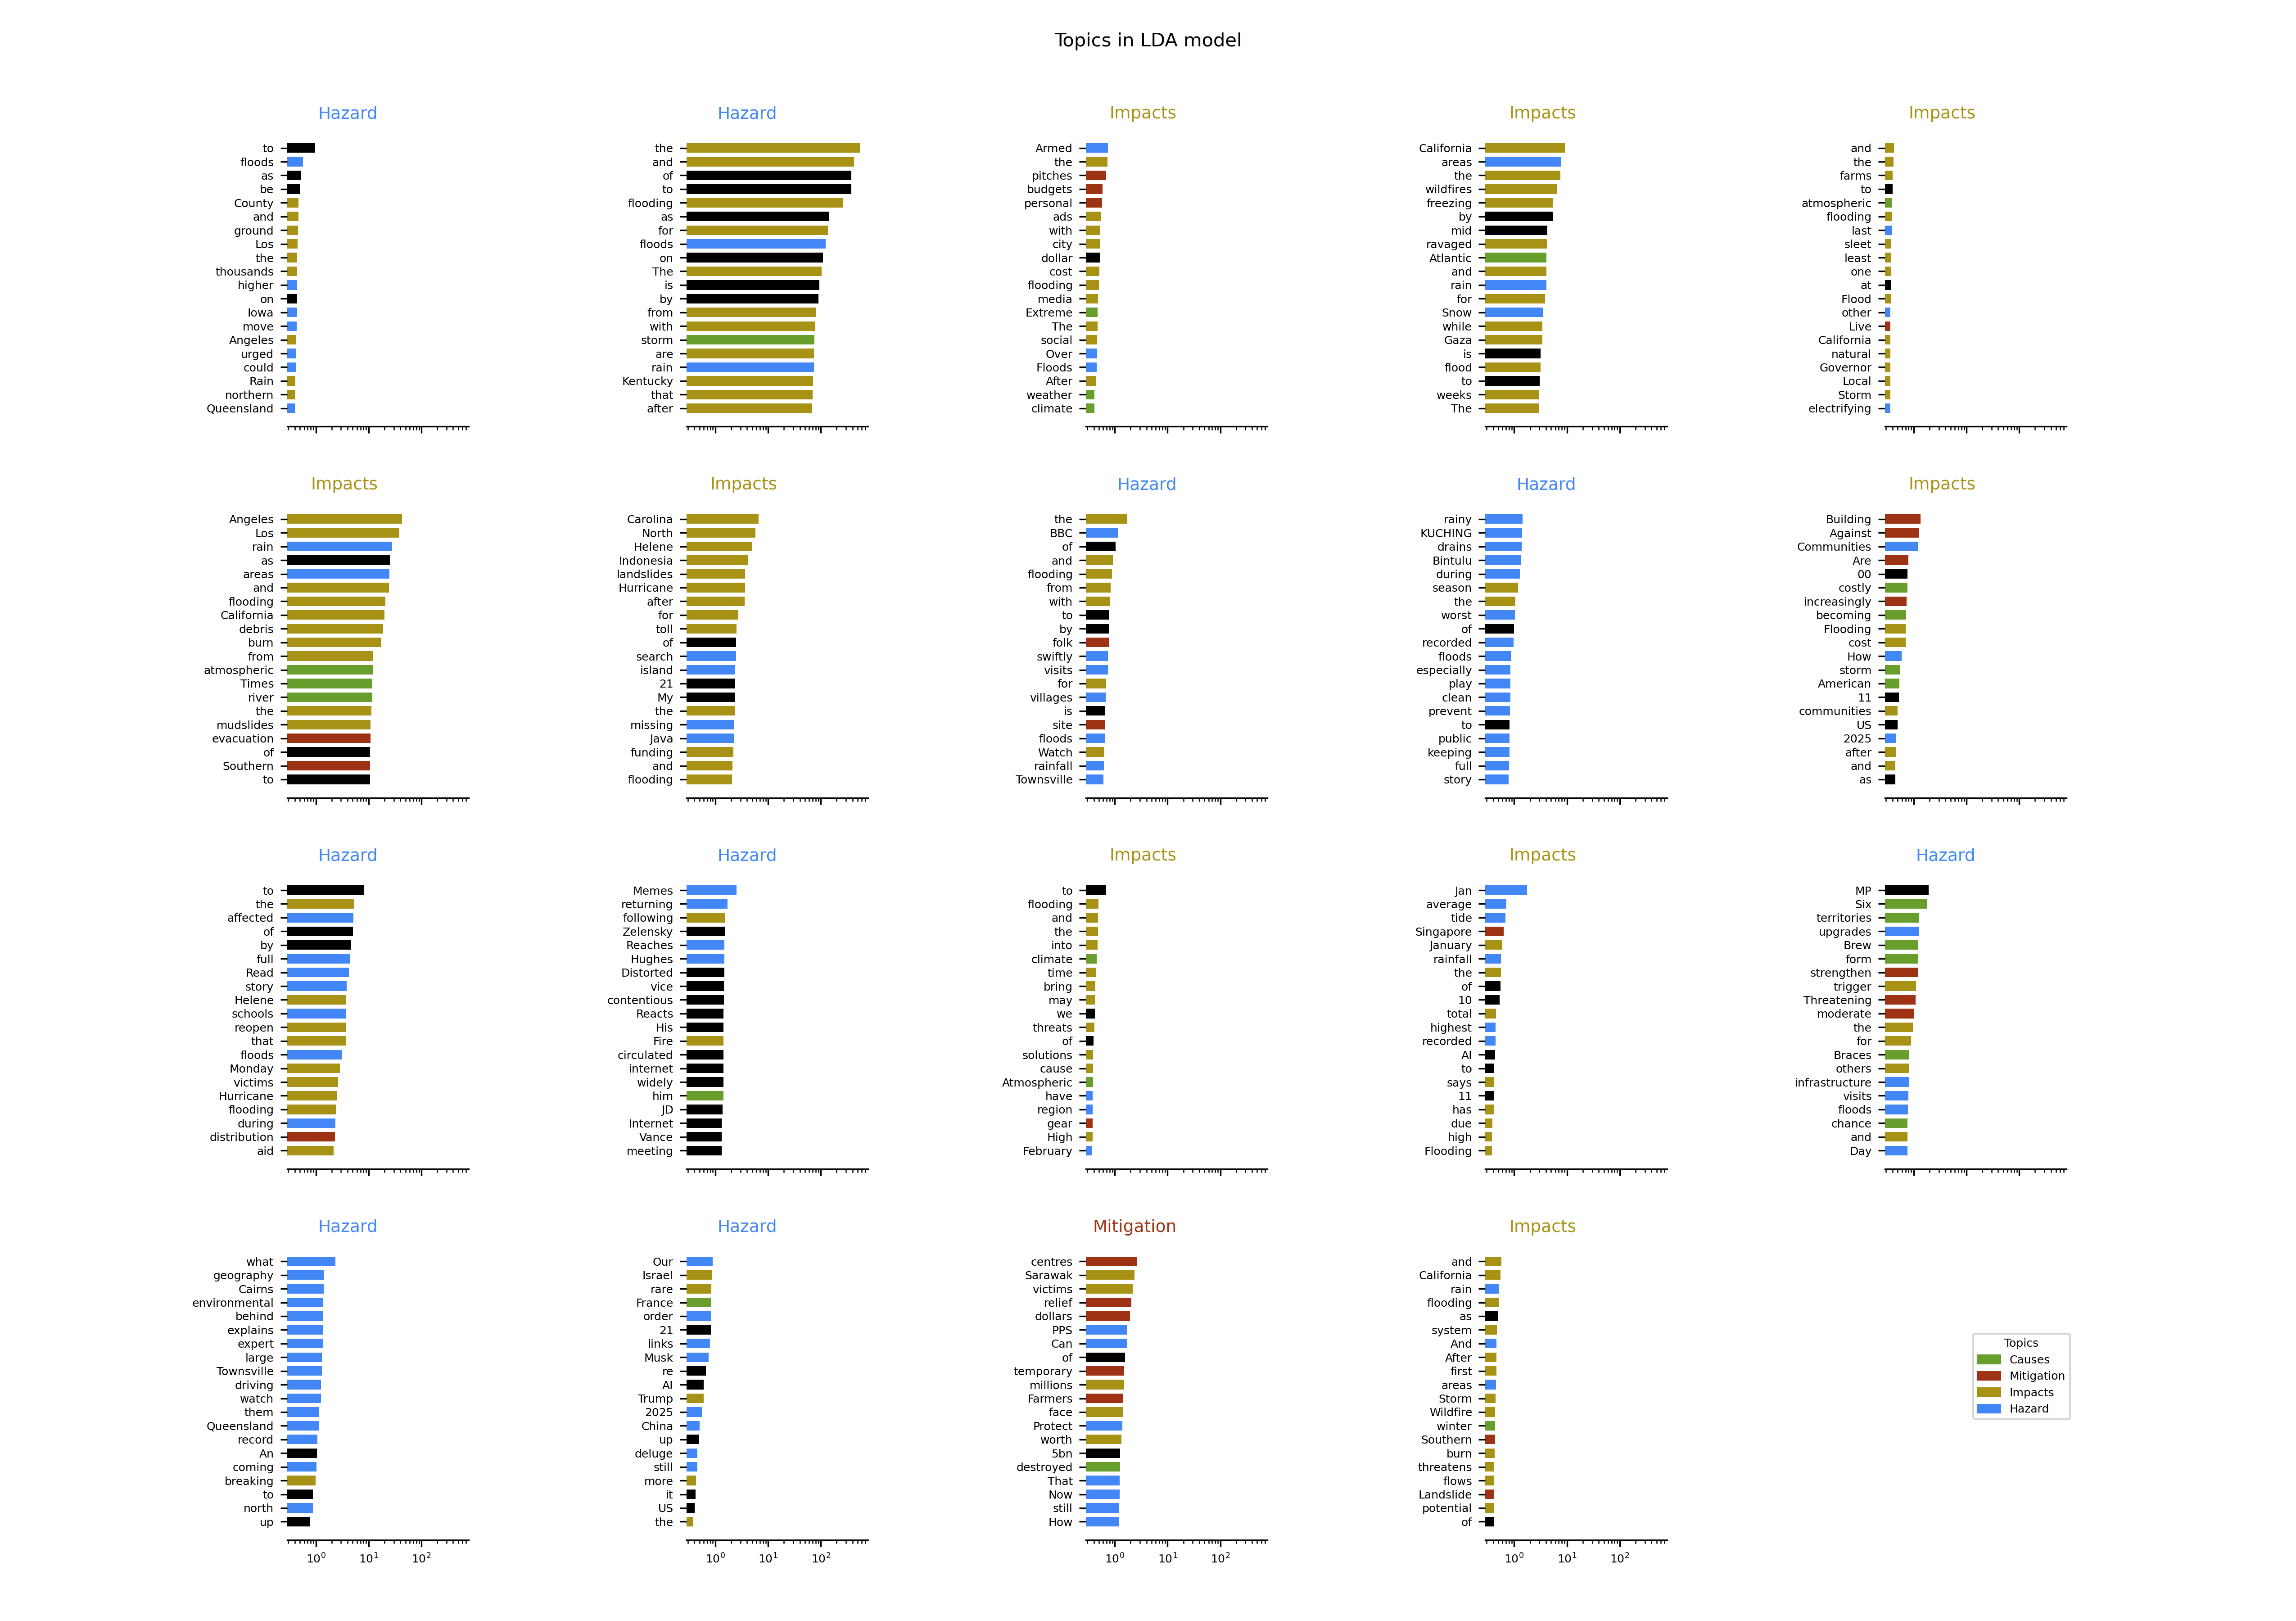 Topics in LDA model
Hazard
to
floods
as
be
County
and
ground
Los
the
thousands
higher
on
Iowa
move
Angeles
urged
could
Rain
northern
Queensland
Hazard
the
and
of
to
flooding
as
for
floods
on
The
is
by
from
with
storm
are
rain
Kentucky
that
after
Impacts
Armed
the
pitches
budgets
personal
ads
with
city
dollar
cost
flooding
media
Extreme
The
social
Over
Floods
After
weather
climate
Impacts
California
areas
the
wildfires
freezing
by
mid
ravaged
Atlantic
and
rain
for
Snow
while
Gaza
is
flood
to
weeks
The
Impacts
and
the
farms
to
atmospheric
flooding
last
sleet
least
one
at
Flood
other
Live
California
natural
Governor
Local
Storm
electrifying
Impacts
Angeles
Los
rain
as
areas
and
flooding
California
debris
burn
from
atmospheric
Times
river
the
mudslides
evacuation
of
Southern
to
Impacts
Carolina
North
Helene
Indonesia
landslides
Hurricane
after
for
toll
of
search
island
21
My
the
missing
Java
funding
and
flooding
Hazard
the
BBC
of
and
flooding
from
with
to
by
folk
swiftly
visits
for
villages
is
site
floods
Watch
rainfall
Townsville
Hazard
rainy
KUCHING
drains
Bintulu
during
season
the
worst
of
recorded
floods
especially
play
clean
prevent
to
public
keeping
full
story
Impacts
Building
Against
Communities
Are
00
costly
increasingly
becoming
Flooding
cost
How
storm
American
11
communities
US
2025
after
and
as
Hazard
to
the
affected
of
by
full
Read
story
Helene
schools
reopen
that
floods
Monday
victims
Hurricane
flooding
during
distribution
aid
Hazard
Memes
returning
following
Zelensky
Reaches
Hughes
Distorted
vice
contentious
Reacts
His
Fire
circulated
internet
widely
him
JD
Internet
Vance
meeting
Impacts
to
flooding
and
the
into
climate
time
bring
may
we
threats
of
solutions
cause
Atmospheric
have
region
gear
High
February
Impacts
Jan
average
tide
Singapore
January
rainfall
the
of
10
total
highest
recorded
AI
to
says
11
has
due
high
Flooding
Hazard
MP
Six
territories
upgrades
Brew
form
strengthen
trigger
Threatening
moderate
the
for
Braces
others
infrastructure
visits
floods
chance
and
Day
Hazard
what
geography
Cairns
environmental
behind
explains
expert
large
Townsville
driving
watch
them
Queensland
record
An
coming
breaking
to
north
up
10⁰ 10¹ 10²
Hazard
Our
Israel
rare
France
order
21
links
Musk
re
AI
Trump
2025
China
up
deluge
still
more
it
US
the
10⁰ 10¹ 10²
Mitigation
centres
Sarawak
victims
relief
dollars
PPS
Can
of
temporary
millions
Farmers
face
Protect
worth
5bn
destroyed
That
Now
still
How
10⁰ 10¹ 10²
Impacts
and
California
rain
flooding
as
system
And
After
first
areas
Storm
Wildfire
winter
Southern
burn
threatens
flows
Landslide
potential
of
10⁰ 10¹ 10²
Topics
Causes
Mitigation
Impacts
Hazard